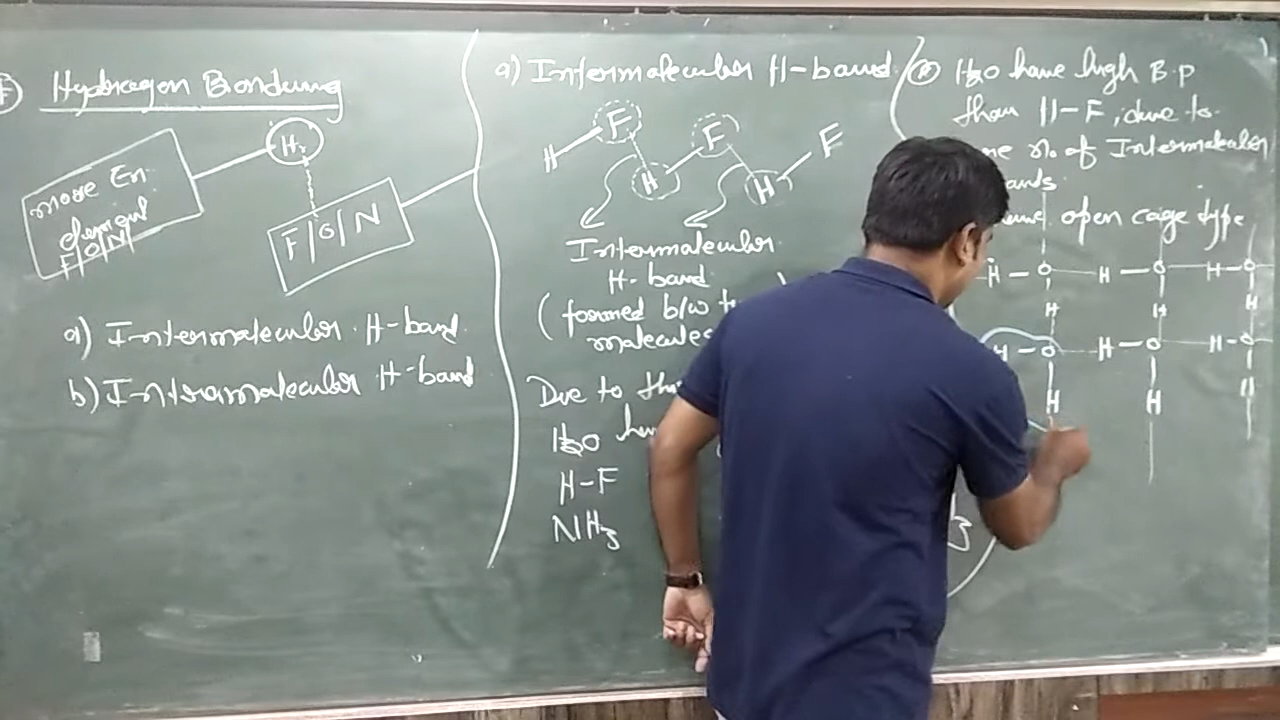 Hydrogen Bonding
more En
element
F/O/N
H
F/O/N
a) Intermolecular H-bond
b) Intramolecular H-bond
a) Intermolecular H-bond
F F F
H H H
Intermolecular
H-bond
(formed b/w
molecules
Due to
H2O
H-F
NH3
H2O have high B.P
than H-F, due to
no. of Intermolecular
open cage type
H-O H-O H-O
H H H
H-O H-O H-O
H H H